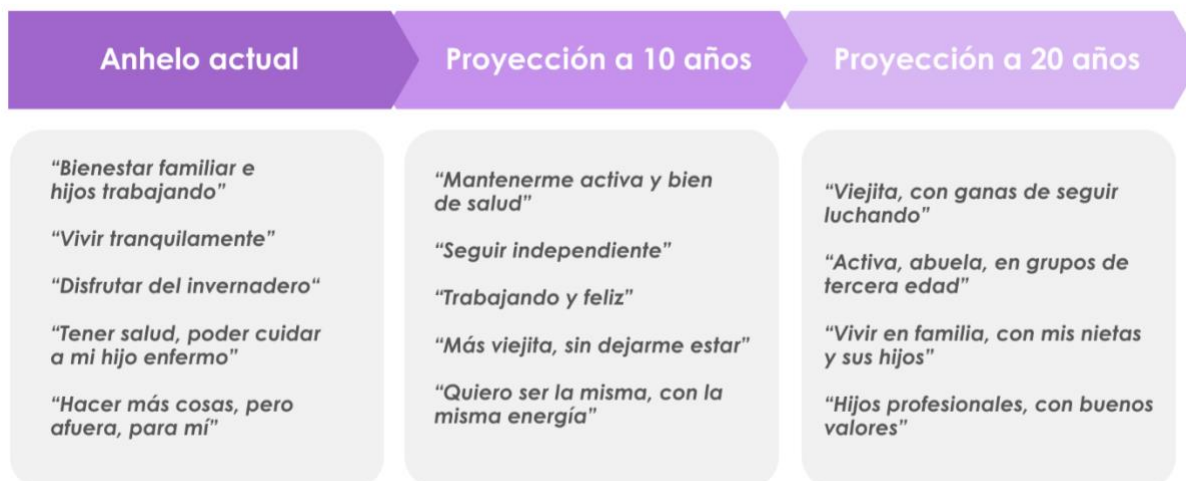 Anhelo actual
“Bienestar familiar e
hijos trabajando”
“Vivir tranquilamente”
“Disfrutar del invernadero“
“Tener salud, poder cuidar
a mi hijo enfermo”
“Hacer más cosas, pero
afuera, para mí”
Proyección a 10 años
“Mantenerme activa y bien
de salud”
“Seguir independiente”
“Trabajando y feliz”
“Más viejita, sin dejarme estar”
“Quiero ser la misma, con la
misma energía”
Proyección a 20 años
“Viejita, con ganas de seguir
luchando”
“Activa, abuela, en grupos de
tercera edad”
“Vivir en familia, con mis nietas
y sus hijos”
“Hijos profesionales, con buenos
valores”